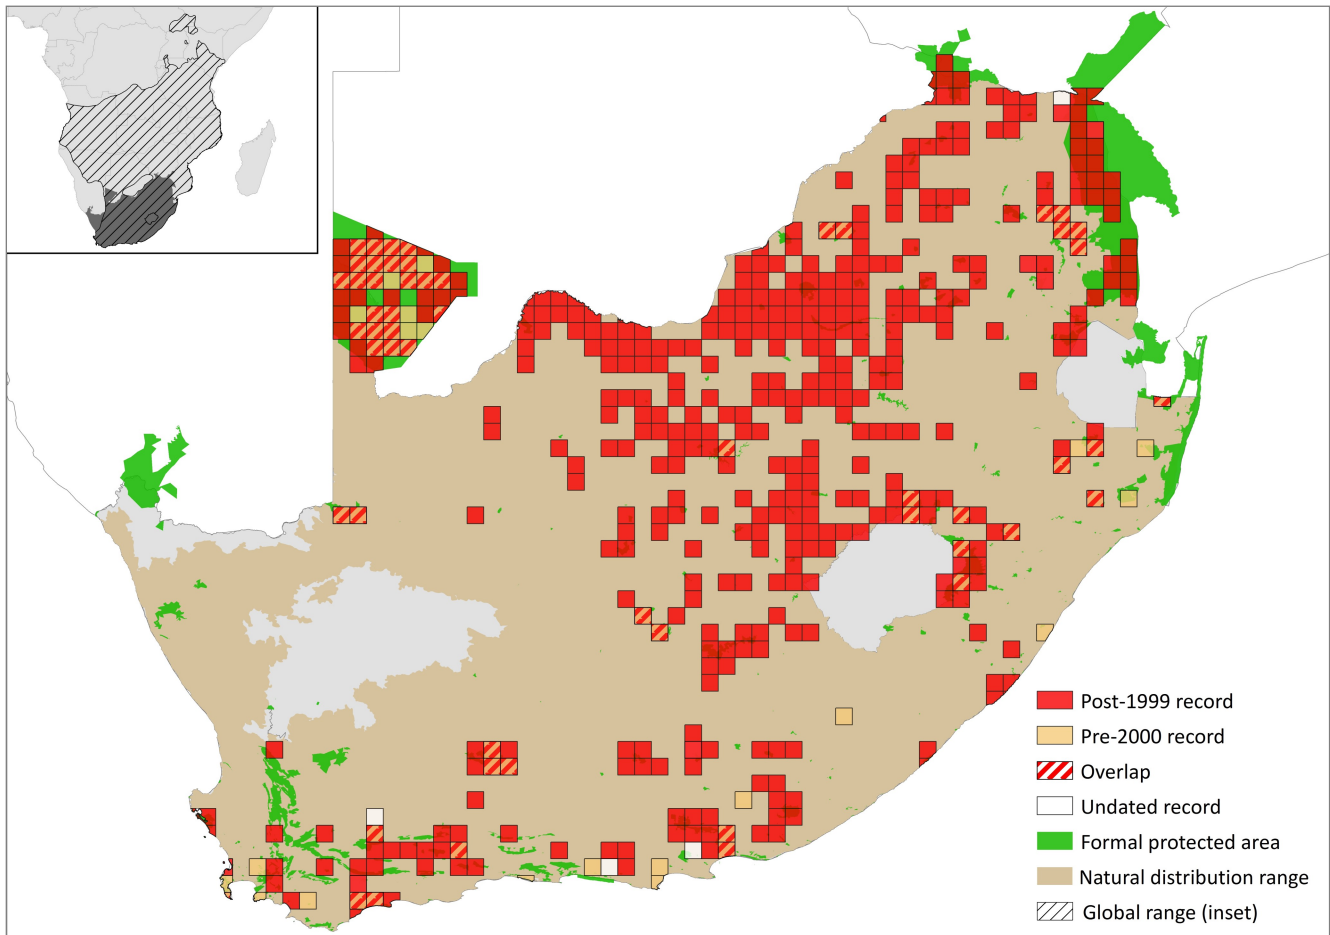 Post-1999 record
Pre-2000 record
Overlap
Undated record
Formal protected area
Natural distribution range
Global range (inset)